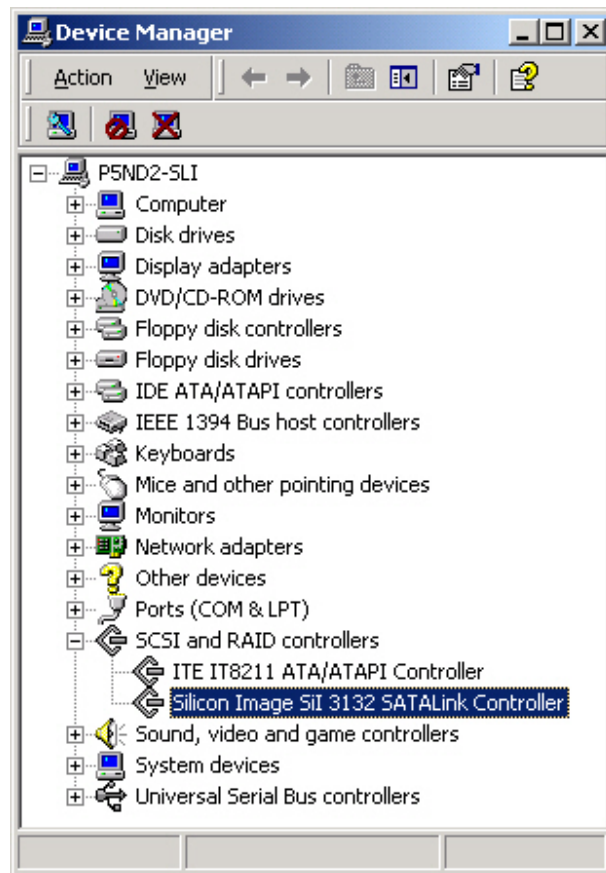 Device Manager
Action View
P5ND2-SLI
Computer
Disk drives
Display adapters
DVD/CD-ROM drives
Floppy disk controllers
Floppy disk drives
IDE ATA/ATAPI controllers
IEEE 1394 Bus host controllers
Keyboards
Mice and other pointing devices
Monitors
Network adapters
Other devices
Ports (COM & LPT)
SCSI and RAID controllers
ITE IT8211 ATA/ATAPI Controller
Silicon Image SiI 3132 SATALink Controller
Sound, video and game controllers
System devices
Universal Serial Bus controllers